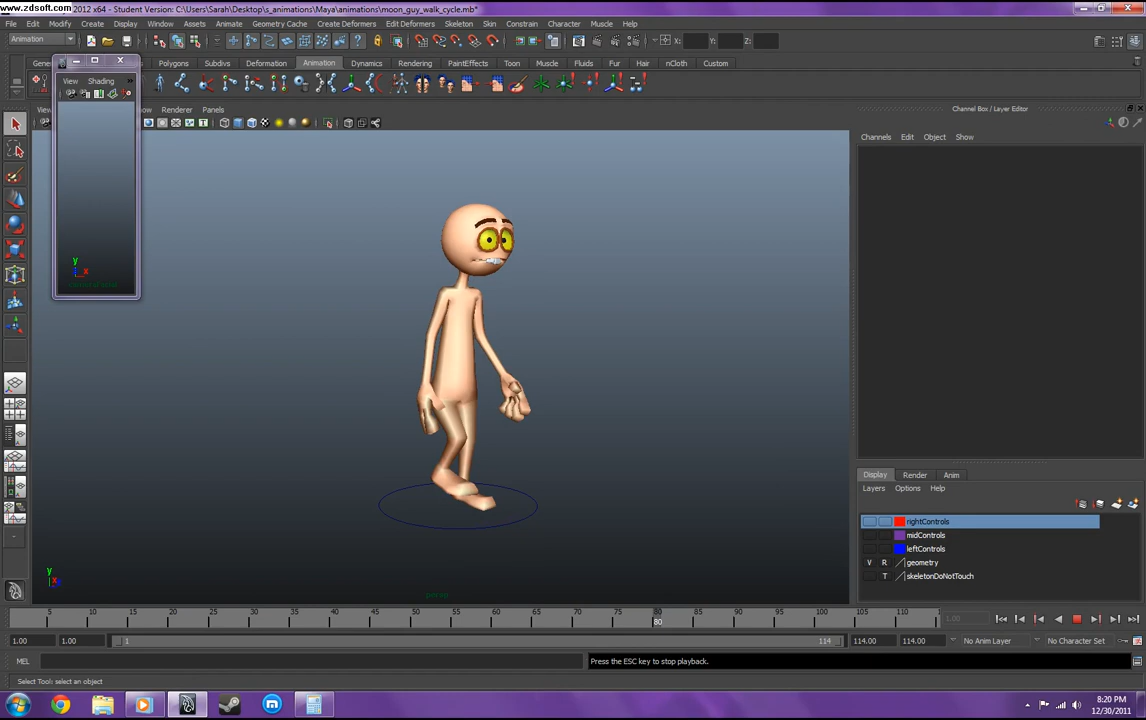 www.zdsoft.com
2012 x64 - Student Version: C:\Users\Sarah\Desktop\s_animations\Maya\animations\moon_guy_walk_cycle.mb*
File Edit Modify Create Display Window Assets Animate Geometry Cache Create Deformers Edit Deformers Skeleton Skin Constraint Character Muscle Help
Animation X: Y: Z:
Polygons Subdivs Deformation Animation Dynamics Rendering PaintEffects Toon Muscle Fluids Fur Hair nCloth Custom
View Shading »
Renderer Panels
Channel Box / Layer Editor
Channels Edit Object Show
y
x
Display Render Anim
Layers Options Help
rightControls
midControls
leftControls
V R geometry
T skeletonDoNotTouch
y
x
persp
5 10 15 20 25 30 35 40 45 50 55 60 65 70 75 80 85 90 95 100 105 110
80
1.00
1.00 1.00 1 114 114.00 114.00 No Anim Layer No Character Set
MEL Press the ESC key to stop playback.
Select Tool: select an object
8:20 PM
12/30/2011